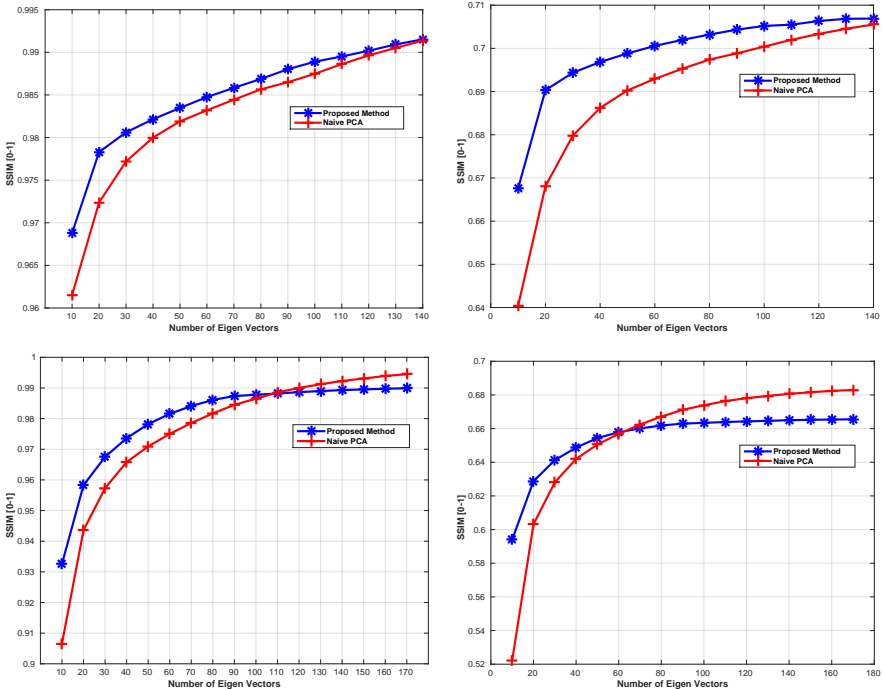 0.995
0.99
0.985
0.98
0.975
0.97
0.965
0.96
SSIM [0-1]
Proposed Method
Naive PCA
10 20 30 40 50 60 70 80 90 100 110 120 130 140
Number of Eigen Vectors
0.71
0.7
0.69
0.68
0.67
0.66
0.65
0.64
SSIM [0-1]
Proposed Method
Naive PCA
0 20 40 60 80 100 120 140
Number of Eigen Vectors
1
0.99
0.98
0.97
0.96
0.95
0.94
0.93
0.92
0.91
0.9
SSIM [0-1]
Proposed Method
Naive PCA
10 20 30 40 50 60 70 80 90 100 110 120 130 140 150 160 170
Number of Eigen Vectors
0.7
0.68
0.66
0.64
0.62
0.6
0.58
0.56
0.54
0.52
SSIM [0-1]
Proposed Method
Naive PCA
0 20 40 60 80 100 120 140 160 180
Number of Eigen Vectors